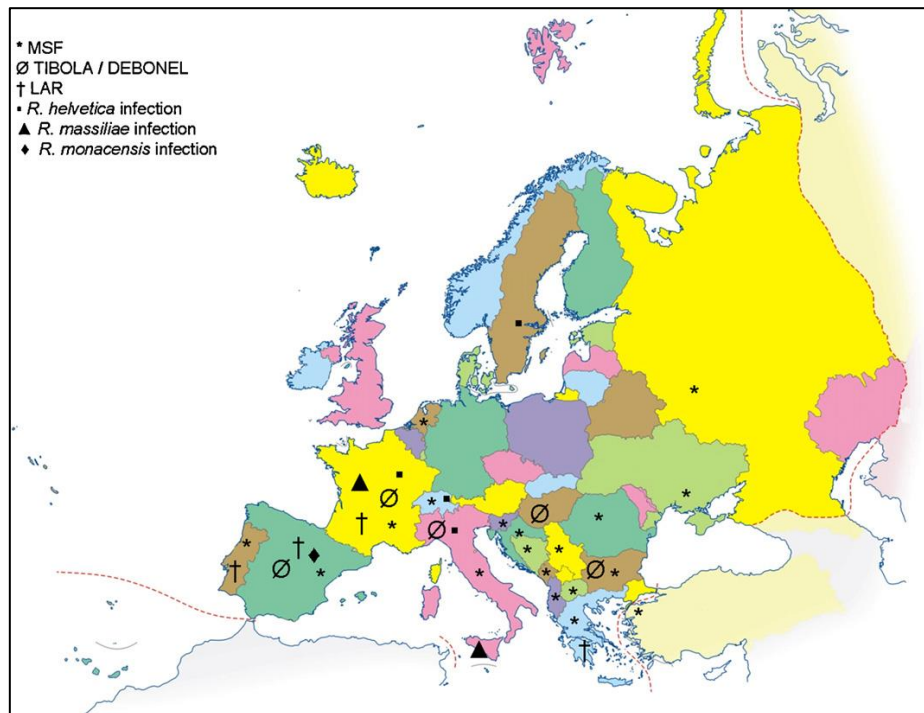 * MSF
Ø TIBOLA / DEBONEL
† LAR
▪ R. helvetica infection
▲ R. massiliae infection
♦ R. monacensis infection